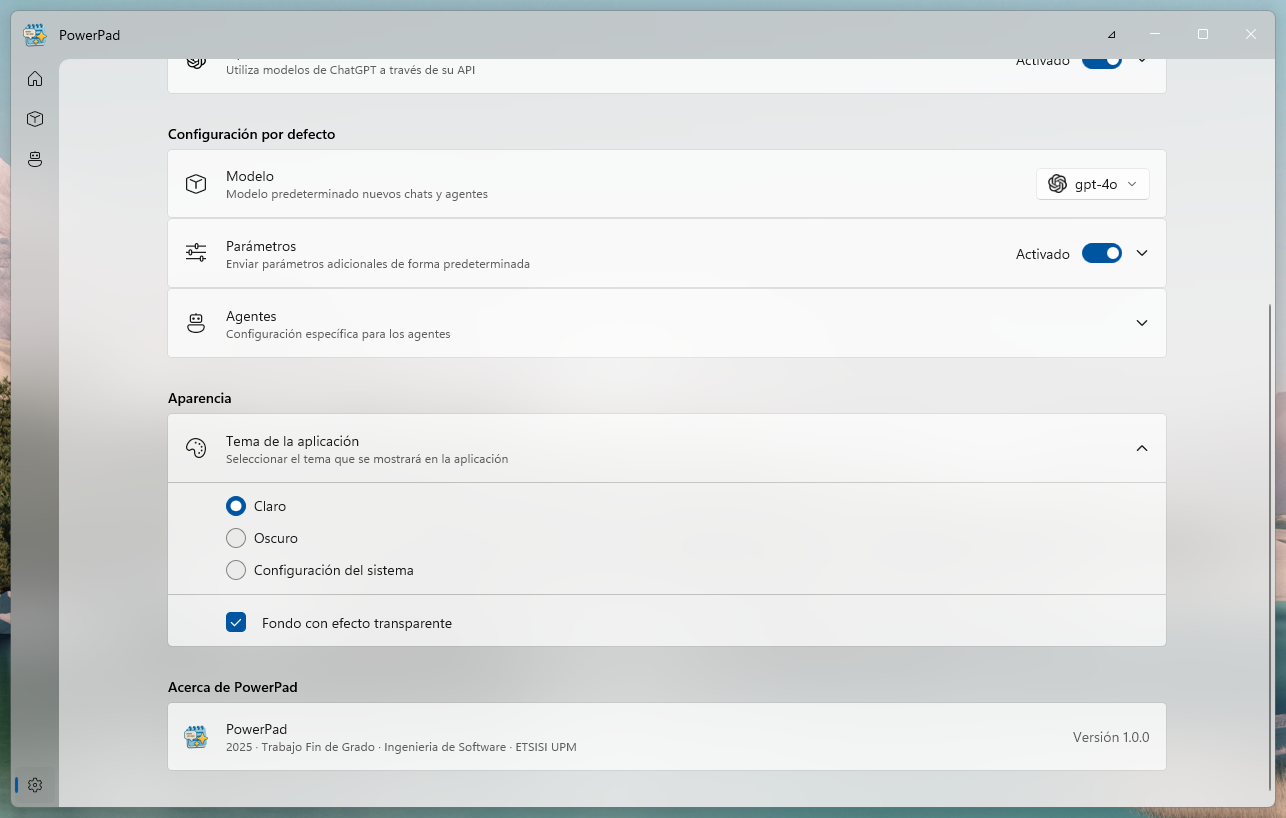 PowerPad
Utiliza modelos de ChatGPT a través de su API
Activado
Configuración por defecto
Modelo
Modelo predeterminado nuevos chats y agentes
gpt-4o
Parámetros
Enviar parámetros adicionales de forma predeterminada
Activado
Agentes
Configuración específica para los agentes
Aparencia
Tema de la aplicación
Seleccionar el tema que se mostrará en la aplicación
Claro
Oscuro
Configuración del sistema
Fondo con efecto transparente
Acerca de PowerPad
PowerPad
2025 · Trabajo Fin de Grado · Ingenieria de Software · ETSISI UPM
Versión 1.0.0